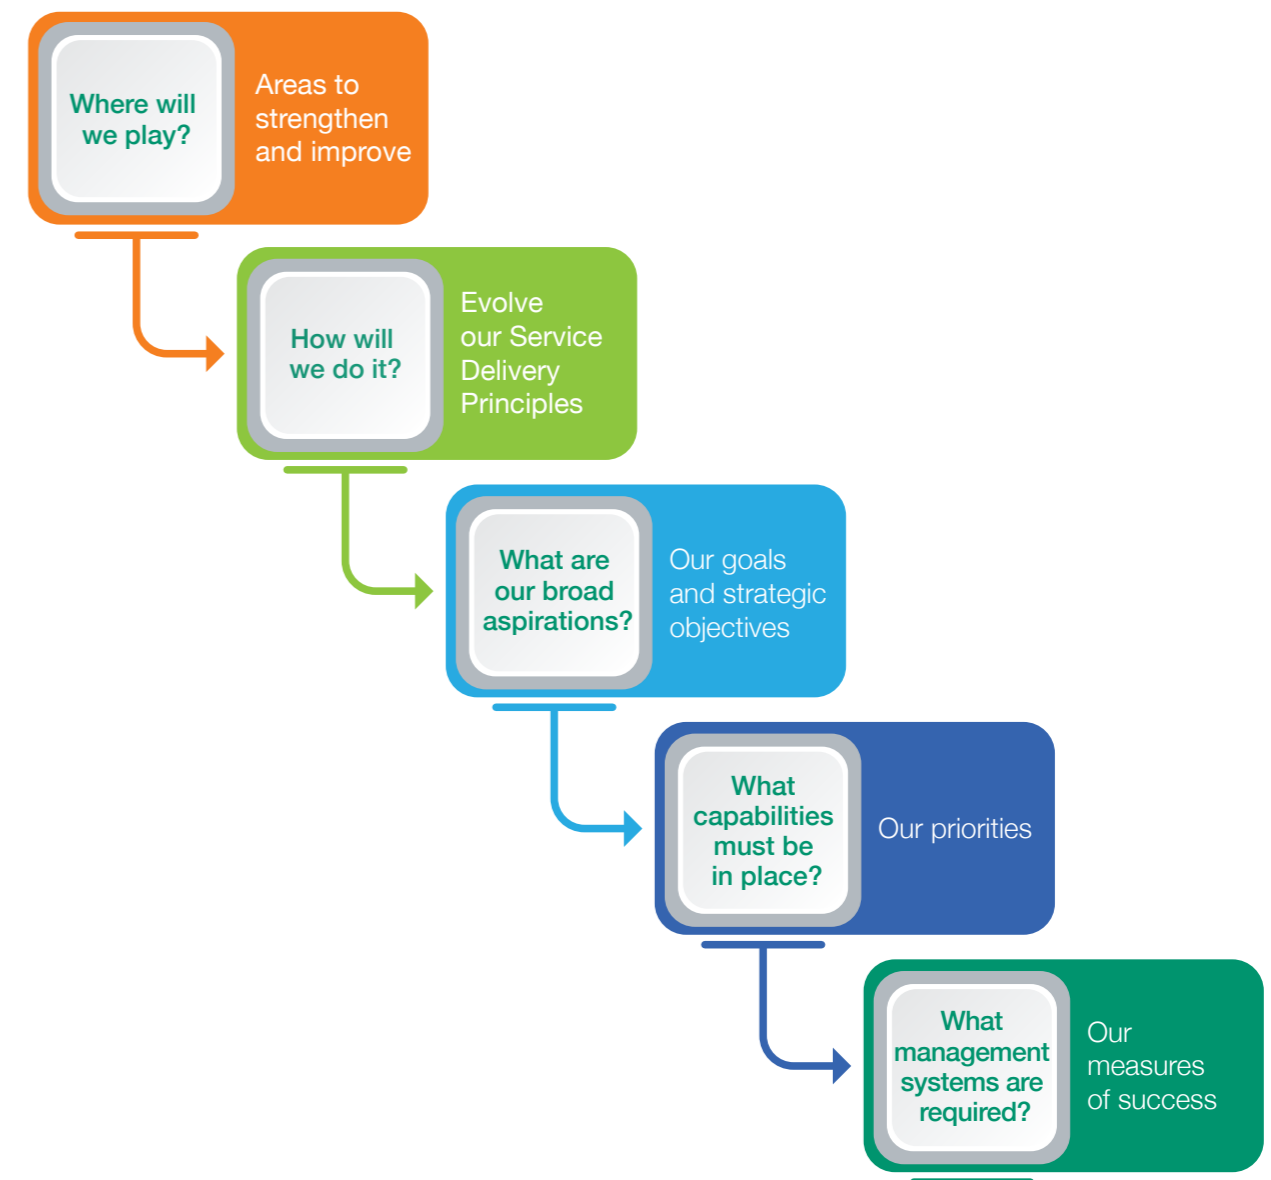 Where will
we play?
Areas to
strengthen
and improve
How will
we do it?
Evolve
our Service
Delivery
Principles
What are
our broad
aspirations?
Our goals
and strategic
objectives
What
capabilities
must be
in place?
Our priorities
What
management
systems are
required?
Our
measures
of success